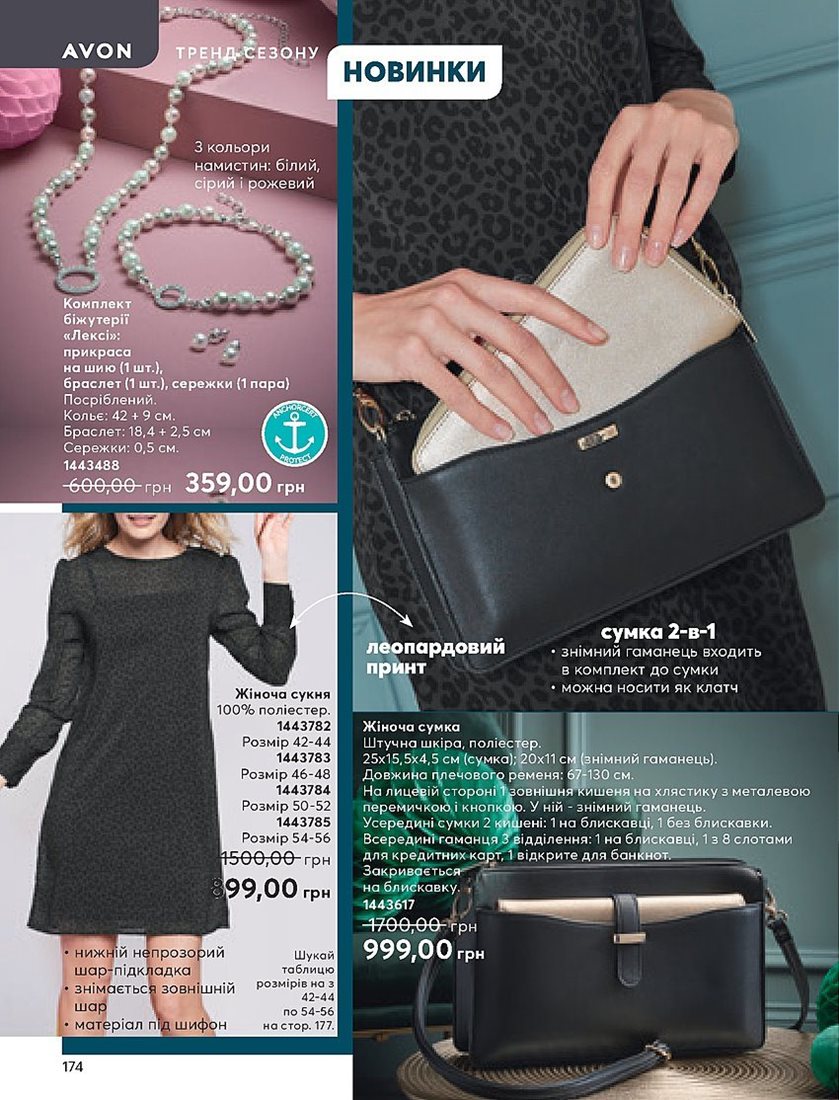 AVON
ТРЕНД СЕЗОНУ
НОВИНКИ
3 кольори
намистин: білий,
сірий і рожевий
Комплект
біжутерії
«Лексі»:
прикраса
на шию (1 шт.),
браслет (1 шт.), сережки (1 пара)
Посріблений.
Кольє: 42 + 9 см.
Браслет: 18,4 + 2,5 см
Сережки: 0,5 см.
1443488
600,00 грн 359,00 грн
ANCHORCERT
PROTECT
леопардовий
принт
сумка 2-в-1
• знімний гаманець входить
в комплект до сумки
• можна носити як клатч
Жіноча сукня
100% поліестер.
1443782
Розмір 42-44
1443783
Розмір 46-48
1443784
Розмір 50-52
1443785
Розмір 54-56
1500,00 грн
899,00 грн
• нижній непрозорий
шар-підкладка
• знімається зовнішній
шар
• матеріал під шифон
Шукай
таблицю
розмірів на з
42-44
по 54-56
на стор. 177.
Жіноча сумка
Штучна шкіра, поліестер.
25х15,5х4,5 см (сумка); 20х11 см (знімний гаманець).
Довжина плечового ременя: 67-130 см.
На лицевій стороні 1 зовнішня кишеня на хлястику з металевою
перемичкою і кнопкою. У ній - знімний гаманець.
Усередині сумки 2 кишені: 1 на блискавці, 1 без блискавки.
Всередині гаманця 3 відділення: 1 на блискавці, 1 з 8 слотами
для кредитних карт, 1 відкрите для банкнот.
Закривається
на блискавку.
1443617
1700,00 грн
999,00 грн
174